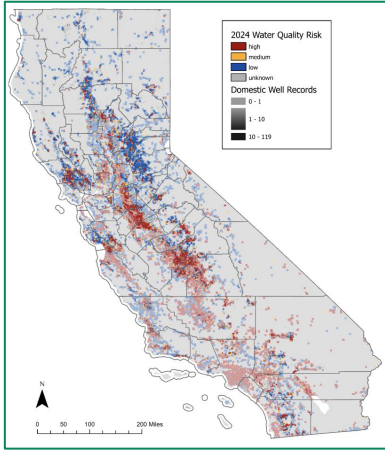 2024 Water Quality Risk
high
medium
low
unknown
Domestic Well Records
0 - 1
1 - 10
10 - 119
N
0 50 100 200 Miles